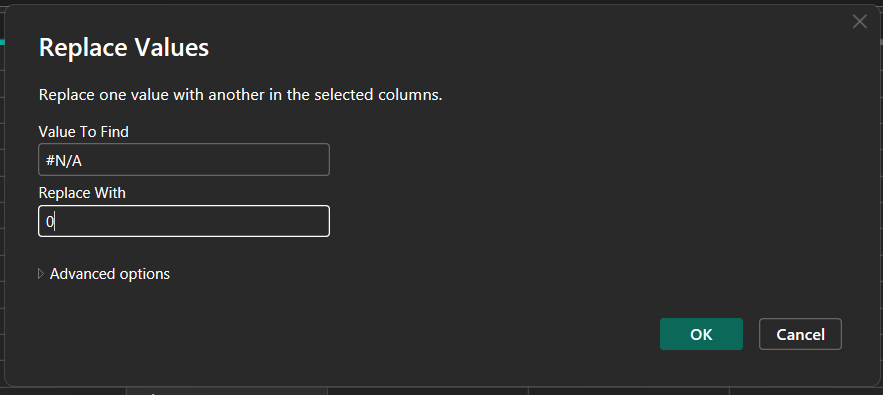 Replace Values
Replace one value with another in the selected columns.
Value To Find
#N/A
Replace With
0
Advanced options
OK
Cancel